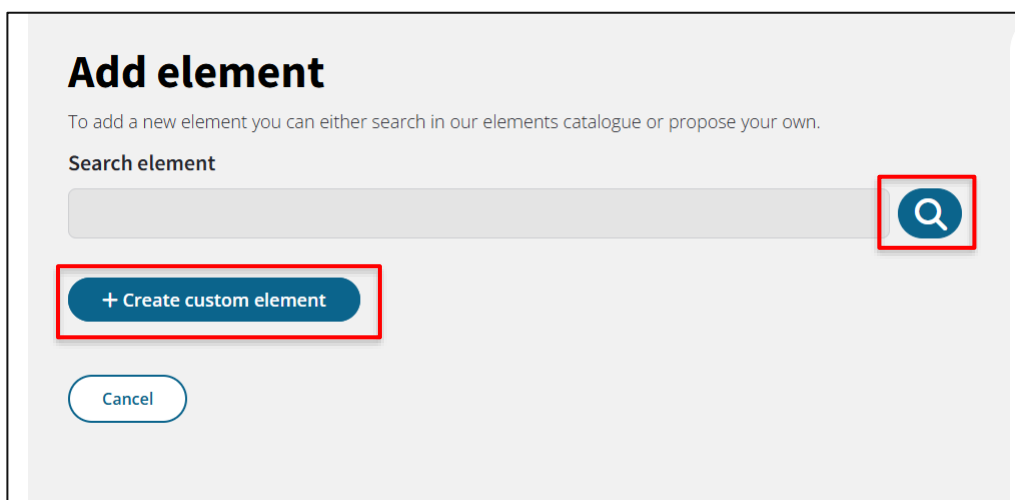 Add element
To add a new element you can either search in our elements catalogue or propose your own.
Search element
+ Create custom element
Cancel